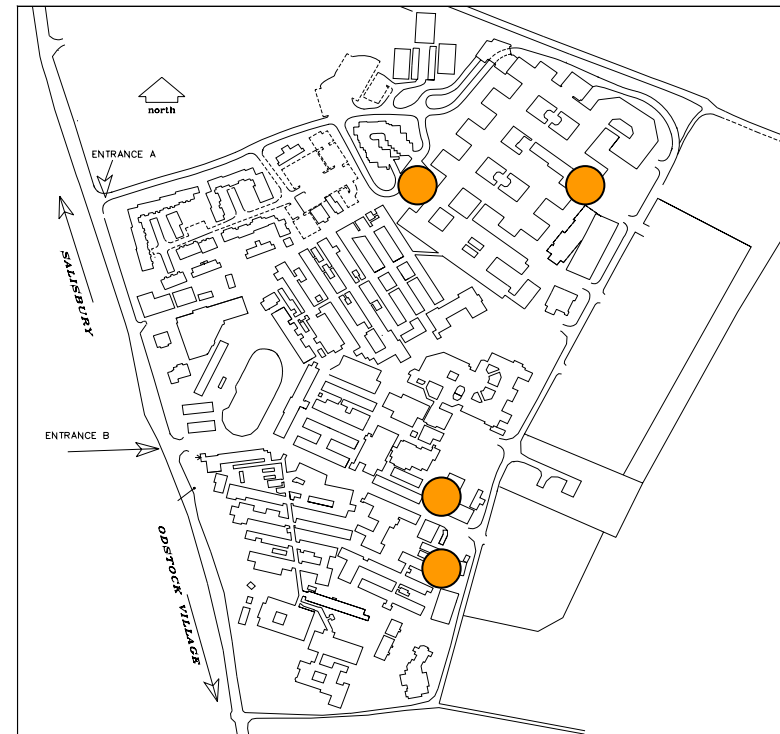 north
ENTRANCE A
SALISBURY
ENTRANCE B
ODSTOCK VILLAGE